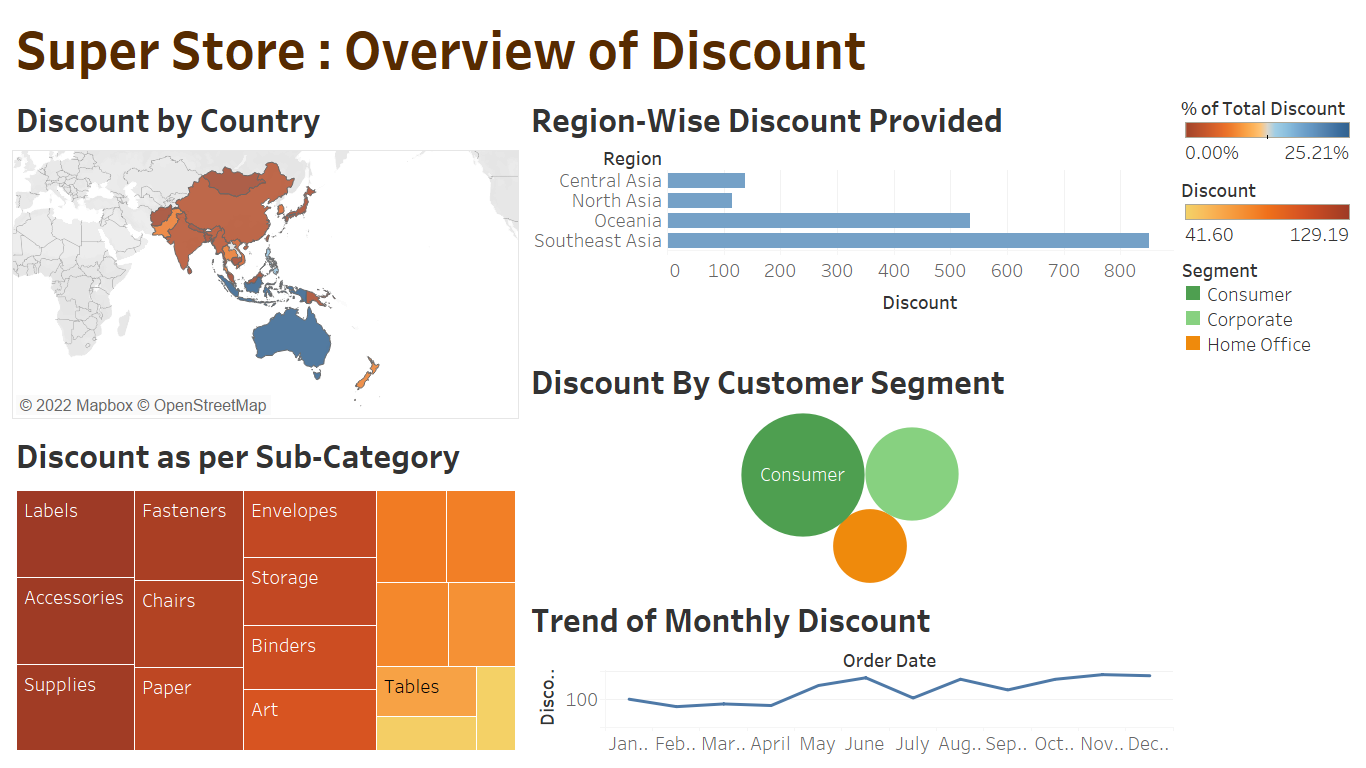 Super Store : Overview of Discount
Discount by Country
© 2022 Mapbox © OpenStreetMap
Discount as per Sub-Category
Labels
Accessories
Supplies
Fasteners
Chairs
Paper
Envelopes
Storage
Binders
Art
Tables
Region-Wise Discount Provided
Region
Central Asia
North Asia
Oceania
Southeast Asia
0 100 200 300 400 500 600 700 800
Discount
Discount By Customer Segment
Consumer
Trend of Monthly Discount
Order Date
Disco..
100
Jan.. Feb.. Mar.. April May June July Aug.. Sep.. Oct.. Nov.. Dec..
% of Total Discount
0.00% 25.21%
Discount
41.60 129.19
Segment
Consumer
Corporate
Home Office